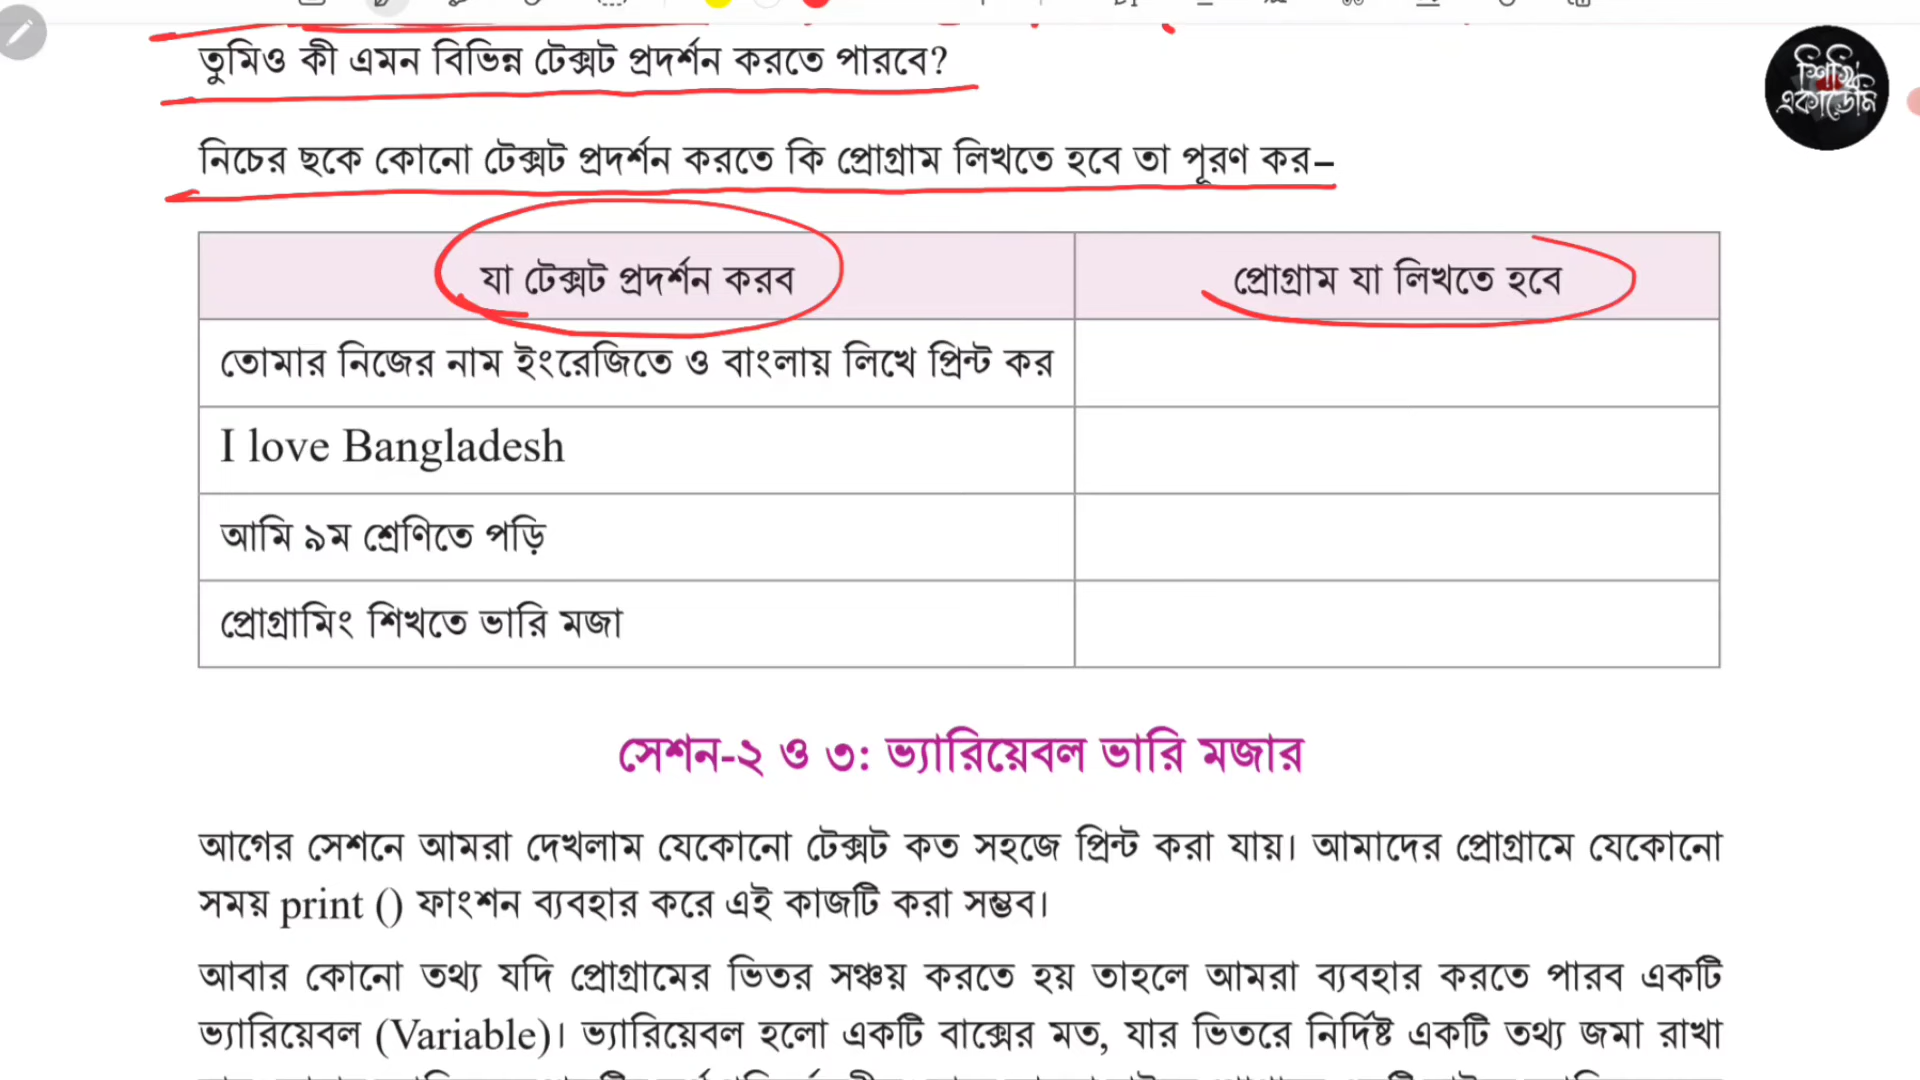 তুমিও কী এমন বিভিন্ন টেক্সট প্রদর্শন করতে পারবে?
শিখি একাডেমি
নিচের ছকে কোনো টেক্সট প্রদর্শন করতে কি প্রোগ্রাম লিখতে হবে তা পূরণ কর–
যা টেক্সট প্রদর্শন করব
প্রোগ্রাম যা লিখতে হবে
তোমার নিজের নাম ইংরেজিতে ও বাংলায় লিখে প্রিন্ট কর
I love Bangladesh
আমি ৯ম শ্রেণিতে পড়ি
প্রোগ্রামিং শিখতে ভারি মজা
সেশন-২ ও ৩: ভ্যারিয়েবল ভারি মজার
আগের সেশনে আমরা দেখলাম যেকোনো টেক্সট কত সহজে প্রিন্ট করা যায়। আমাদের প্রোগ্রামে যেকোনো
সময় print () ফাংশন ব্যবহার করে এই কাজটি করা সম্ভব।
আবার কোনো তথ্য যদি প্রোগ্রামের ভিতর সঞ্চয় করতে হয় তাহলে আমরা ব্যবহার করতে পারব একটি
ভ্যারিয়েবল (Variable)। ভ্যারিয়েবল হলো একটি বাক্সের মত, যার ভিতরে নির্দিষ্ট একটি তথ্য জমা রাখা